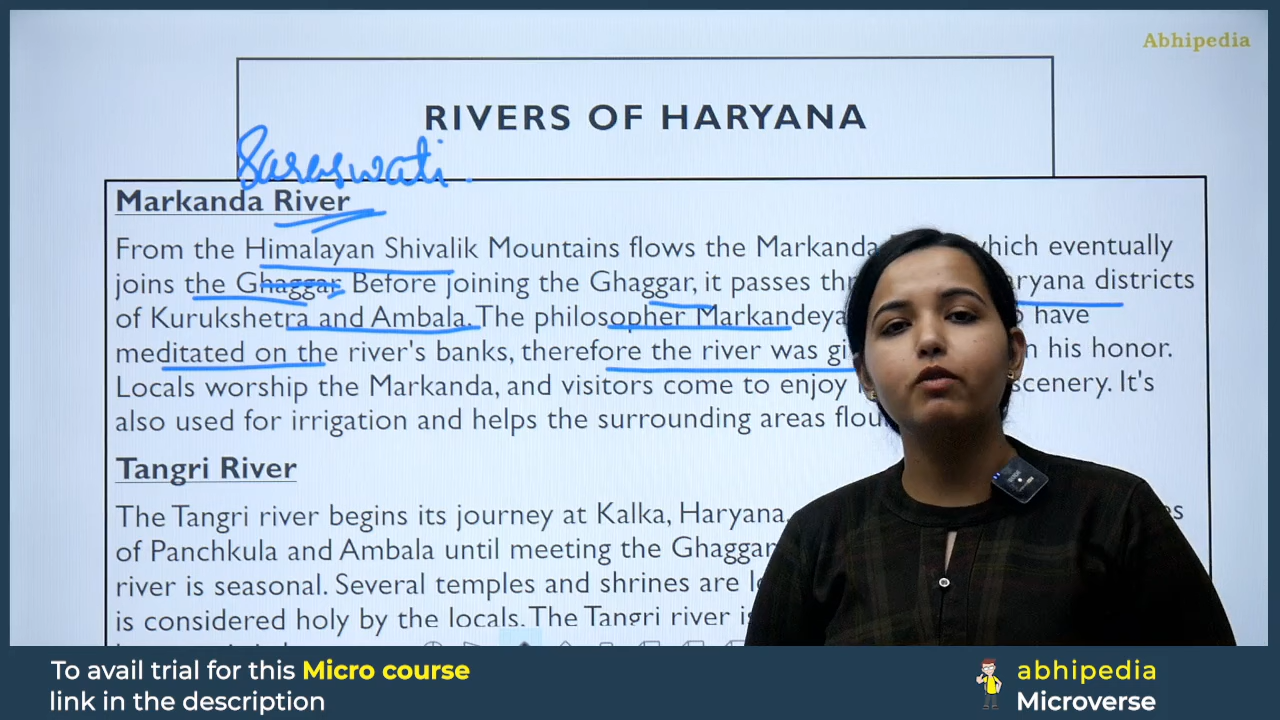 Abhipedia
RIVERS OF HARYANA
Saraswati.
Markanda River
From the Himalayan Shivalik Mountains flows the Markanda which eventually
joins the Ghaggar Before joining the Ghaggar, it passes aryana districts
of Kurukshetra and Ambala. The philosopher Markandeya have
meditated on the river's banks, therefore the river was his honor.
Locals worship the Markanda, and visitors come to enjoy scenery. It's
also used for irrigation and helps the surrounding areas
Tangri River
The Tangri river begins its journey at Kalka, Haryana.
of Panchkula and Ambala until meeting the Ghaggar
river is seasonal. Several temples and shrines are
is considered holy by the locals. The Tangri river
To avail trial for this Micro course
link in the description
abhipedia
Microverse